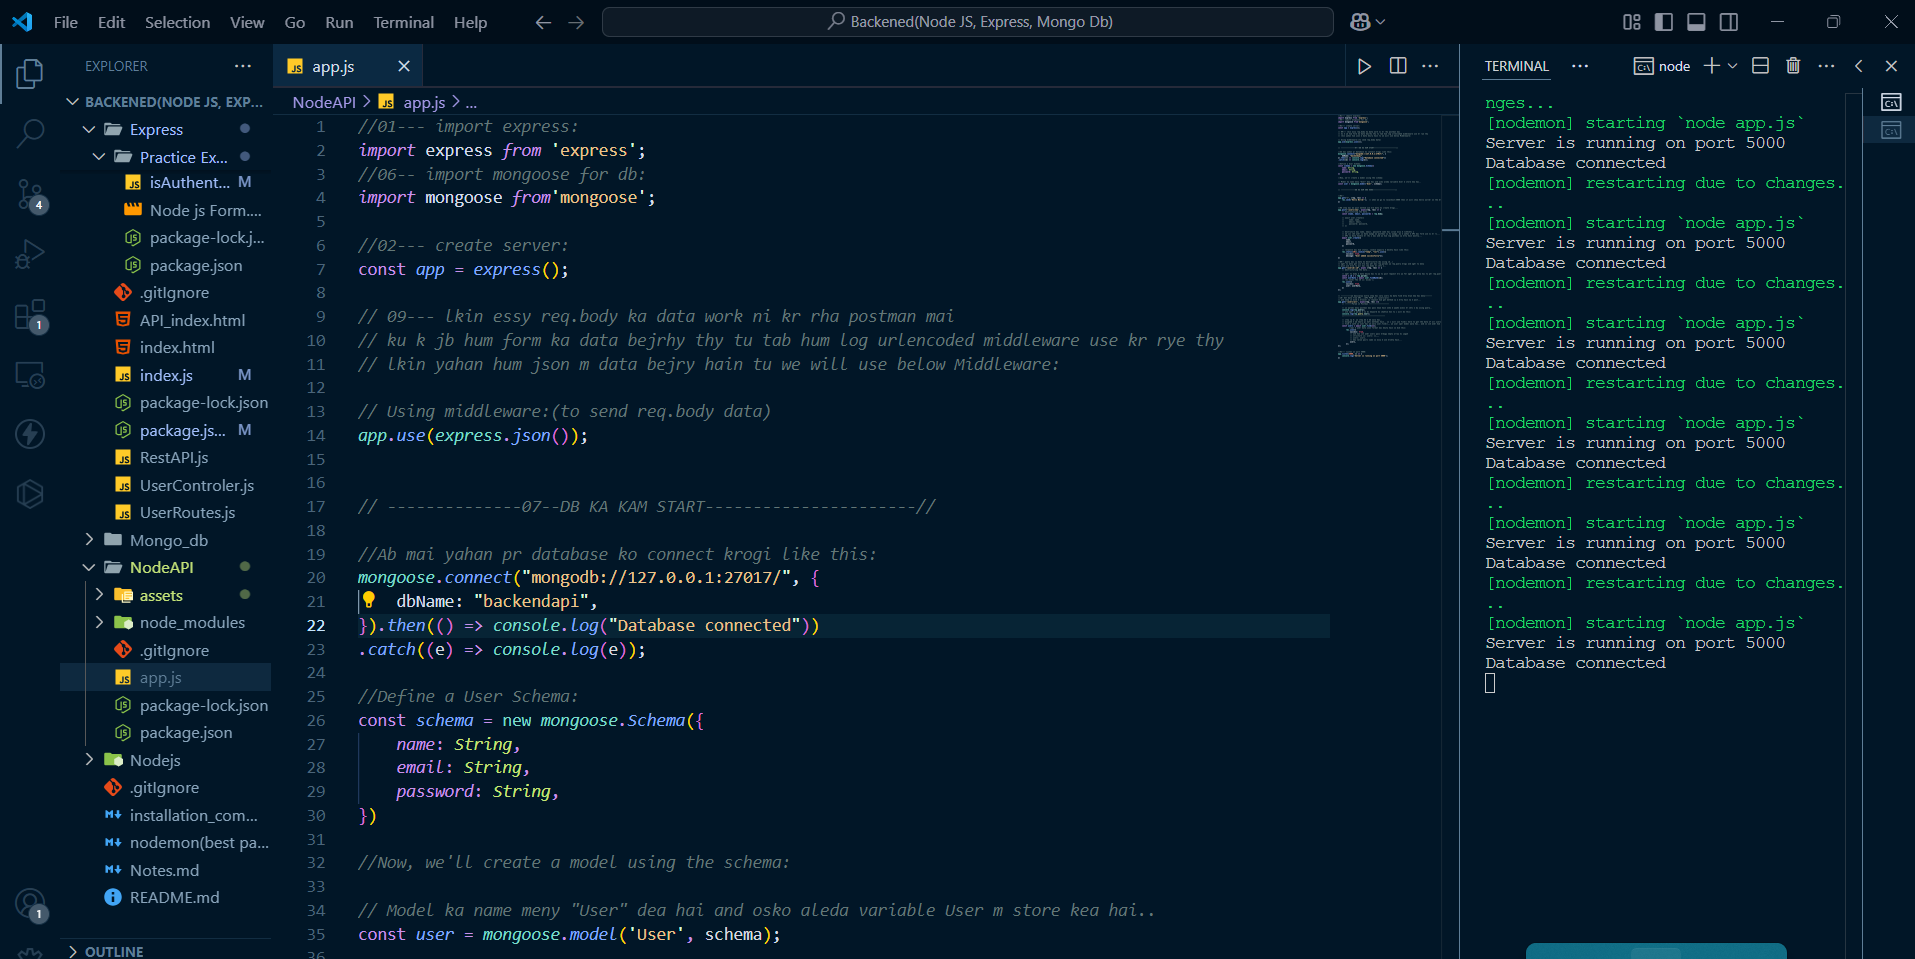 File Edit Selection View Go Run Terminal Help
Backened(Node JS, Express, Mongo Db)
EXPLORER
BACKENED(NODE JS, EXP...
Express
Practice Ex...
isAuthent... M
Node js Form....
package-lock.j...
package.json
.gitIgnore
API_index.html
index.html
index.js M
package-lock.json
package.js... M
RestAPI.js
UserControler.js
UserRoutes.js
Mongo_db
NodeAPI
assets
node_modules
.gitIgnore
app.js
package-lock.json
package.json
Nodejs
.gitIgnore
installation_com...
nodemon(best pa...
Notes.md
README.md
OUTLINE
4
1
1
app.js
NodeAPI > app.js > ...
1 //01--- import express:
2 import express from 'express';
3 //06-- import mongoose for db:
4 import mongoose from'mongoose';
5
6 //02--- create server:
7 const app = express();
8
9 // 09--- lkin essy req.body ka data work ni kr rha postman mai
10 // ku k jb hum form ka data bejrhy thy tu tab hum log urlencoded middleware use kr rye thy
11 // lkin yahan hum json m data bejry hain tu we will use below Middleware:
12
13 // Using middleware:(to send req.body data)
14 app.use(express.json());
15
16
17 // --------------07--DB KA KAM START----------------------//
18
19 //Ab mai yahan pr database ko connect krogi like this:
20 mongoose.connect("mongodb://127.0.0.1:27017/", {
21 dbName: "backendapi",
22 }).then(() => console.log("Database connected"))
23 .catch((e) => console.log(e));
24
25 //Define a User Schema:
26 const schema = new mongoose.Schema({
27 name: String,
28 email: String,
29 password: String,
30 })
31
32 //Now, we'll create a model using the schema:
33
34 // Model ka name meny "User" dea hai and osko aleda variable User m store kea hai..
35 const user = mongoose.model('User', schema);
36
TERMINAL
node
nges...
[nodemon] starting `node app.js`
Server is running on port 5000
Database connected
[nodemon] restarting due to changes.
..
[nodemon] starting `node app.js`
Server is running on port 5000
Database connected
[nodemon] restarting due to changes.
..
[nodemon] starting `node app.js`
Server is running on port 5000
Database connected
[nodemon] restarting due to changes.
..
[nodemon] starting `node app.js`
Server is running on port 5000
Database connected
[nodemon] restarting due to changes.
..
[nodemon] starting `node app.js`
Server is running on port 5000
Database connected
[nodemon] restarting due to changes.
..
[nodemon] starting `node app.js`
Server is running on port 5000
Database connected